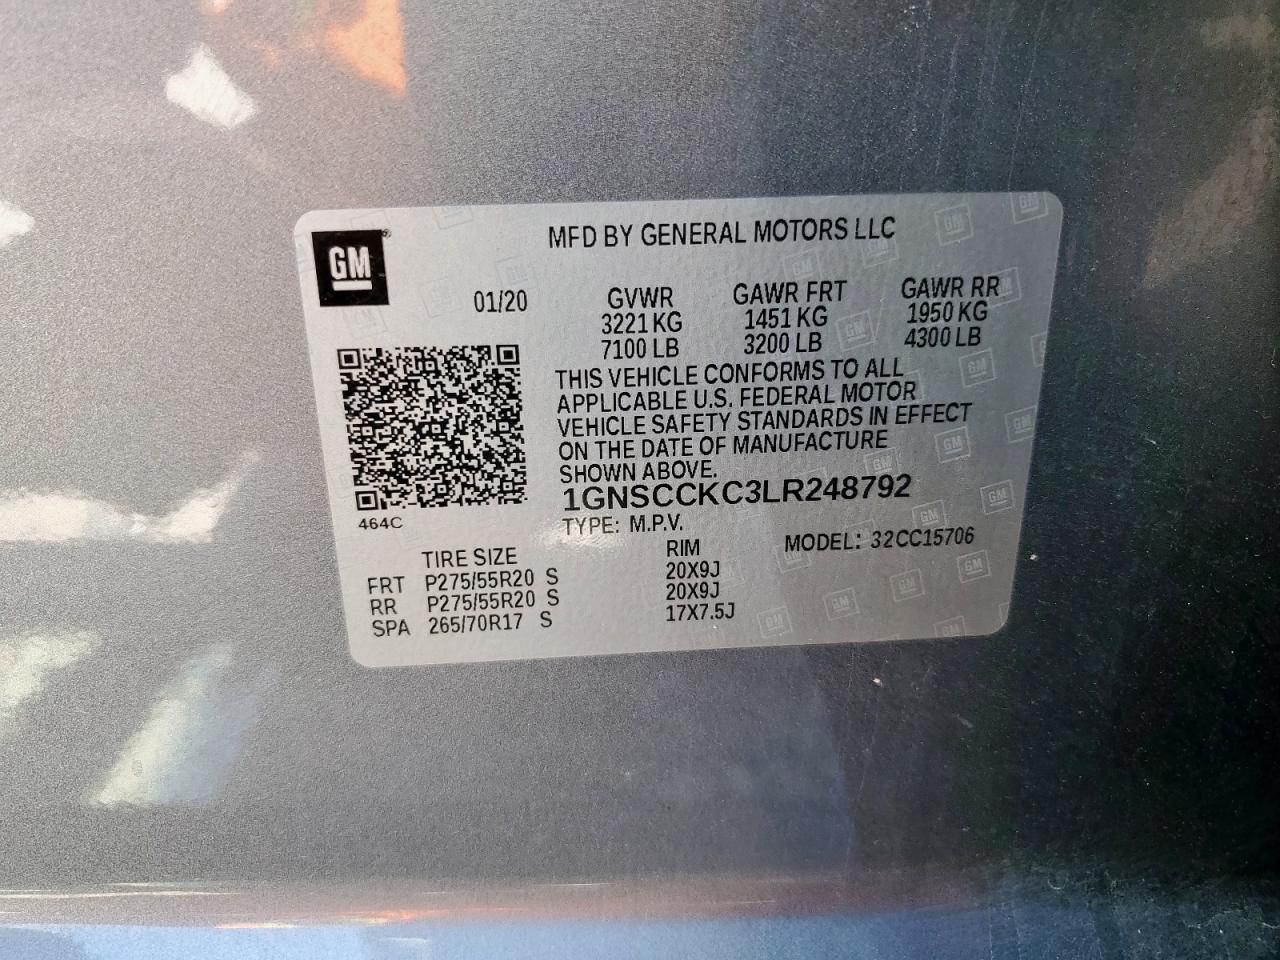 MFD BY GENERAL MOTORS LLC
GM
01/20
GVWR GAWR FRT GAWR RR
3221 KG 1451 KG 1950 KG
7100 LB 3200 LB 4300 LB
THIS VEHICLE CONFORMS TO ALL
APPLICABLE U.S. FEDERAL MOTOR
VEHICLE SAFETY STANDARDS IN EFFECT
ON THE DATE OF MANUFACTURE
SHOWN ABOVE.
1GNSCCKC3LR248792
464C
TYPE: M.P.V. MODEL: 32CC15706
TIRE SIZE RIM
FRT P275/55R20 S 20X9J
RR P275/55R20 S 20X9J
SPA 265/70R17 S 17X7.5J